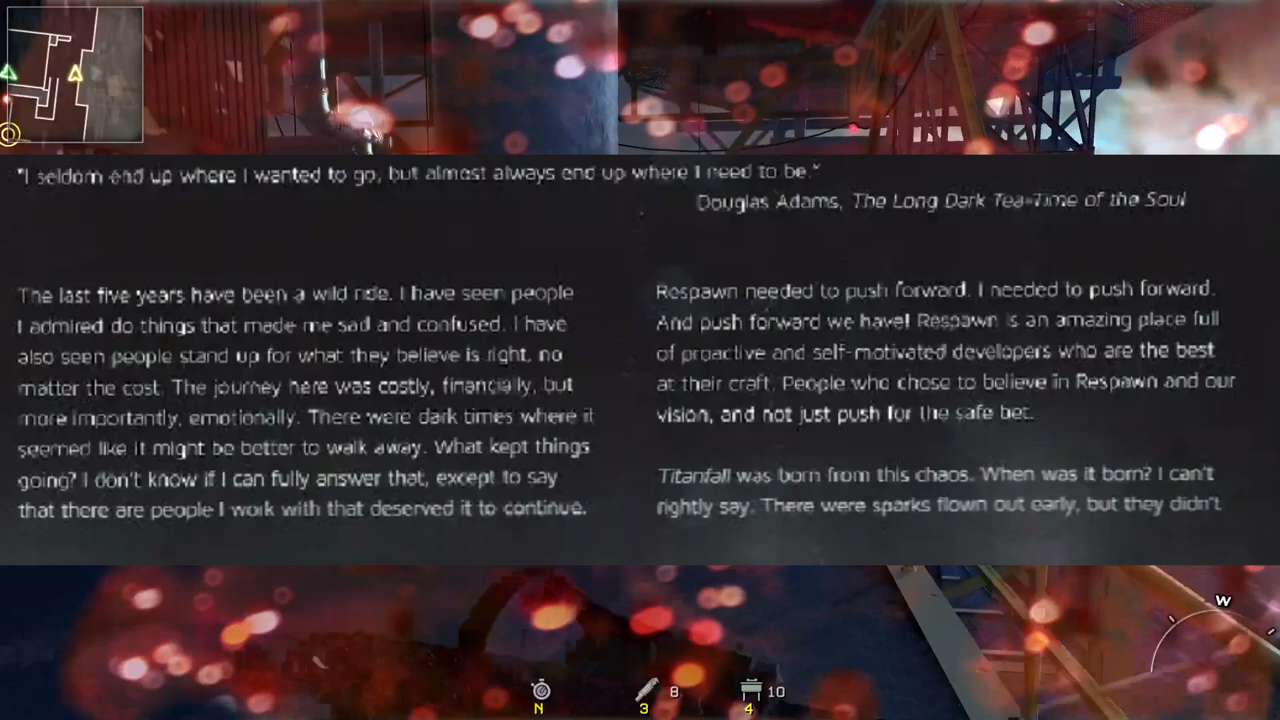 "I seldom end up where I wanted to go, but almost always end up where I need to be."
Douglas Adams, The Long Dark Tea-Time of the Soul
The last five years have been a wild ride. I have seen people
I admired do things that made me sad and confused. I have
also seen people stand up for what they believe is right, no
matter the cost. The journey here was costly, financially, but
more importantly, emotionally. There were dark times where it
seemed like it might be better to walk away. What kept things
going? I don't know if I can fully answer that, except to say
that there are people I work with that deserved it to continue.
Respawn needed to push forward. I needed to push forward.
And push forward we have! Respawn is an amazing place full
of proactive and self-motivated developers who are the best
at their craft. People who chose to believe in Respawn and our
vision, and not just push for the safe bet.
Titanfall was born from this chaos. When was it born? I can't
rightly say. There were sparks flown out early, but they didn't
W
8 10
N 3 4